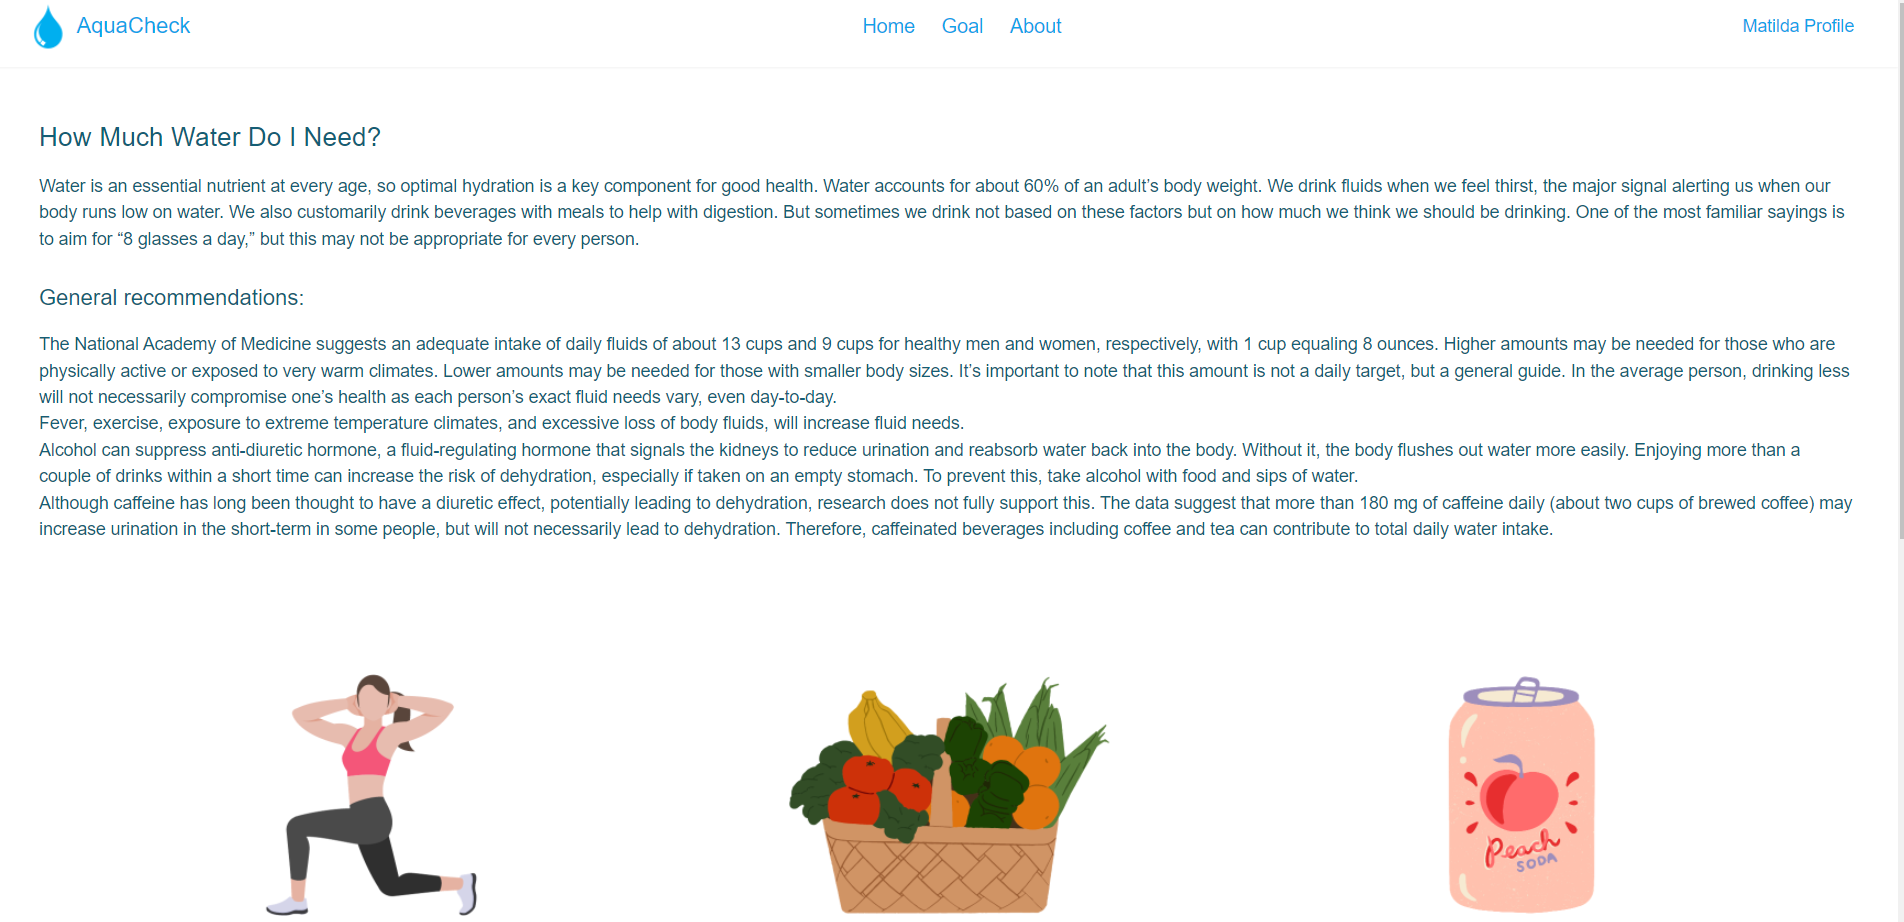 AquaCheck
Home Goal About
Matilda Profile
How Much Water Do I Need?
Water is an essential nutrient at every age, so optimal hydration is a key component for good health. Water accounts for about 60% of an adult’s body weight. We drink fluids when we feel thirst, the major signal alerting us when our
body runs low on water. We also customarily drink beverages with meals to help with digestion. But sometimes we drink not based on these factors but on how much we think we should be drinking. One of the most familiar sayings is
to aim for “8 glasses a day,” but this may not be appropriate for every person.
General recommendations:
The National Academy of Medicine suggests an adequate intake of daily fluids of about 13 cups and 9 cups for healthy men and women, respectively, with 1 cup equaling 8 ounces. Higher amounts may be needed for those who are
physically active or exposed to very warm climates. Lower amounts may be needed for those with smaller body sizes. It’s important to note that this amount is not a daily target, but a general guide. In the average person, drinking less
will not necessarily compromise one’s health as each person’s exact fluid needs vary, even day-to-day.
Fever, exercise, exposure to extreme temperature climates, and excessive loss of body fluids, will increase fluid needs.
Alcohol can suppress anti-diuretic hormone, a fluid-regulating hormone that signals the kidneys to reduce urination and reabsorb water back into the body. Without it, the body flushes out water more easily. Enjoying more than a
couple of drinks within a short time can increase the risk of dehydration, especially if taken on an empty stomach. To prevent this, take alcohol with food and sips of water.
Although caffeine has long been thought to have a diuretic effect, potentially leading to dehydration, research does not fully support this. The data suggest that more than 180 mg of caffeine daily (about two cups of brewed coffee) may
increase urination in the short-term in some people, but will not necessarily lead to dehydration. Therefore, caffeinated beverages including coffee and tea can contribute to total daily water intake.
Peach
SODA